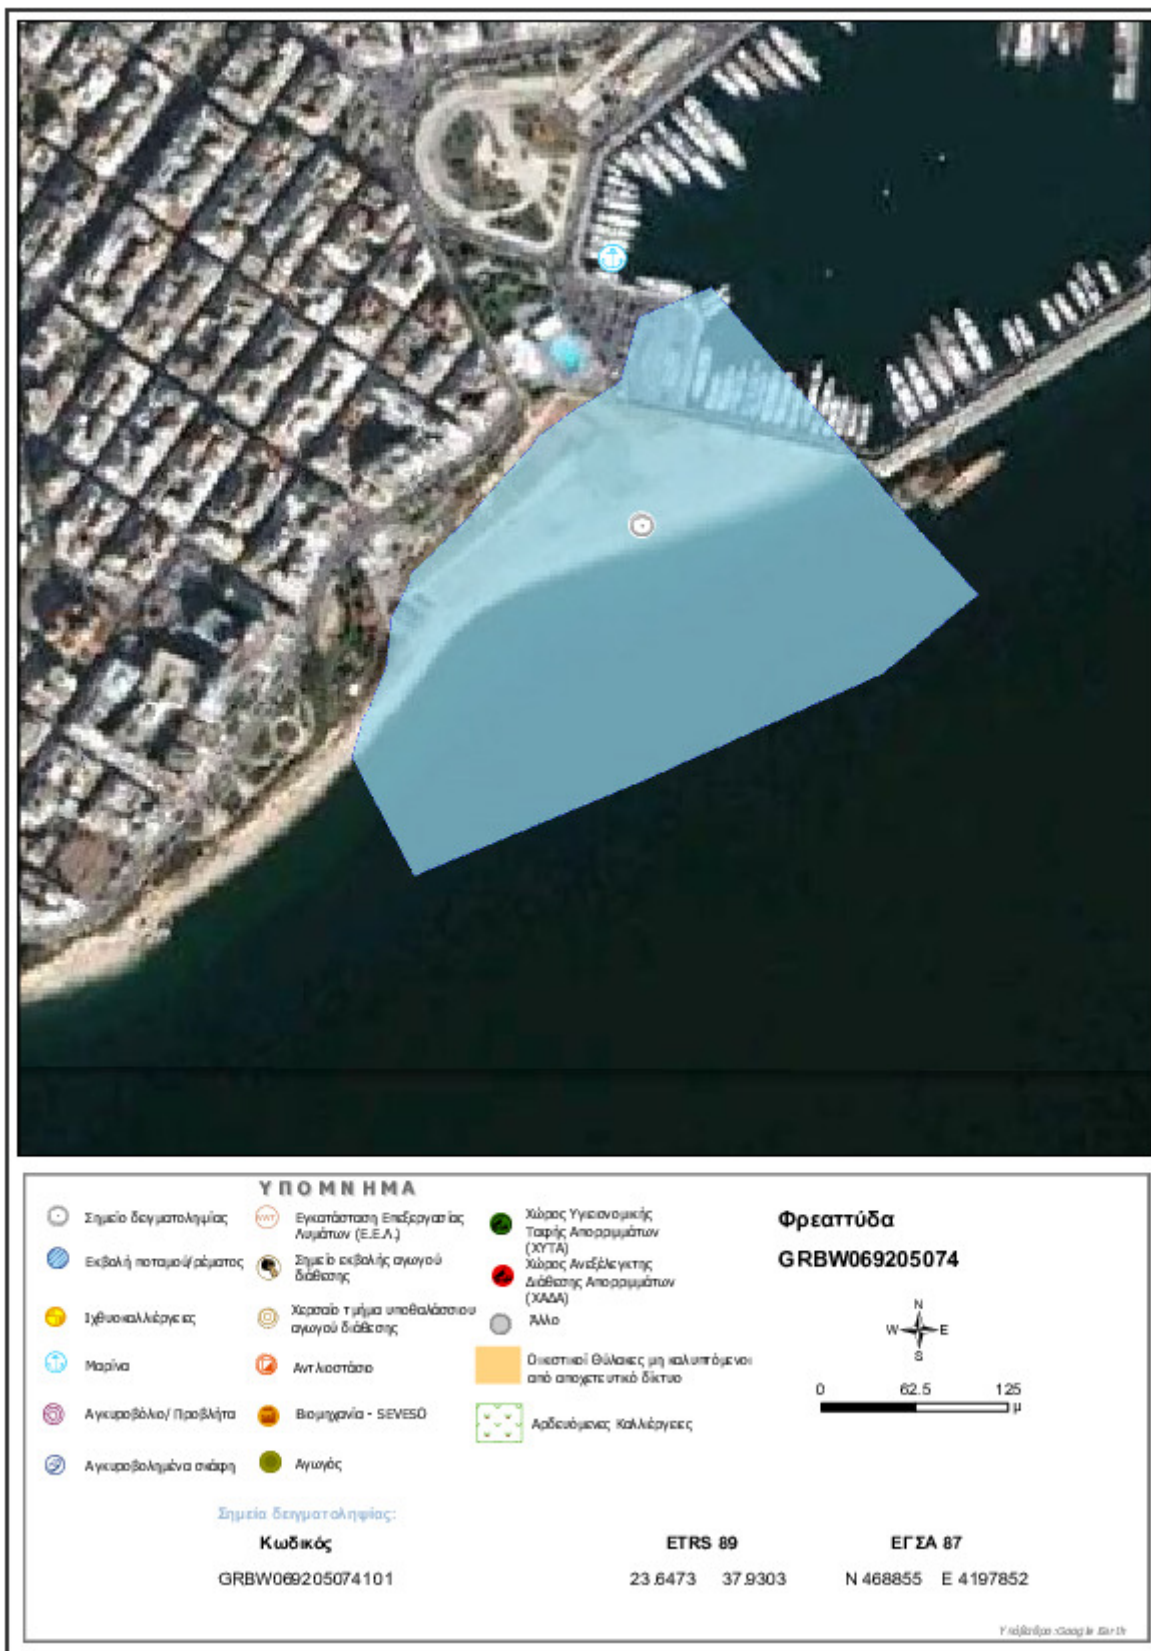 ΥΠΟΜΝΗΜΑ
Σημείο δειγματοληψίας
Εκβολή ποταμού/ρέματος
Ιχθυοκαλλιέργειες
Μαρίνα
Αγκυροβόλιο/ Προβλήτα
Αγκυροβολημένα σκάφη
Εγκατάσταση Επεξεργασίας
Λυμάτων (Ε.Ε.Λ.)
Σημείο εκβολής αγωγού
διάθεσης
Χερσαίο τμήμα υποθαλάσσιου
αγωγού διάθεσης
Αντλιοστάσιο
Βιομηχανία - SEVESO
Αγωγός
Χώρος Υγειονομικής
Ταφής Απορριμμάτων
(ΧΥΤΑ)
Χώρος Ανεξέλεγκτης
Διάθεσης Απορριμμάτων
(ΧΑΔΑ)
Άλλο
Οικιστικοί Θύλακες μη καλυπτόμενοι
από αποχετευτικό δίκτυο
Αρδευόμενες Καλλιέργειες
Φρεαττύδα
GRBW069205074
N
W E
S
0 62.5 125
μ
Σημεία δειγματοληψίας:
Κωδικός ETRS 89 ΕΓΣΑ 87
GRBW069205074101 23.6473 37.9303 N 468855 E 4197852
Υπόβαθρο:Google Earth